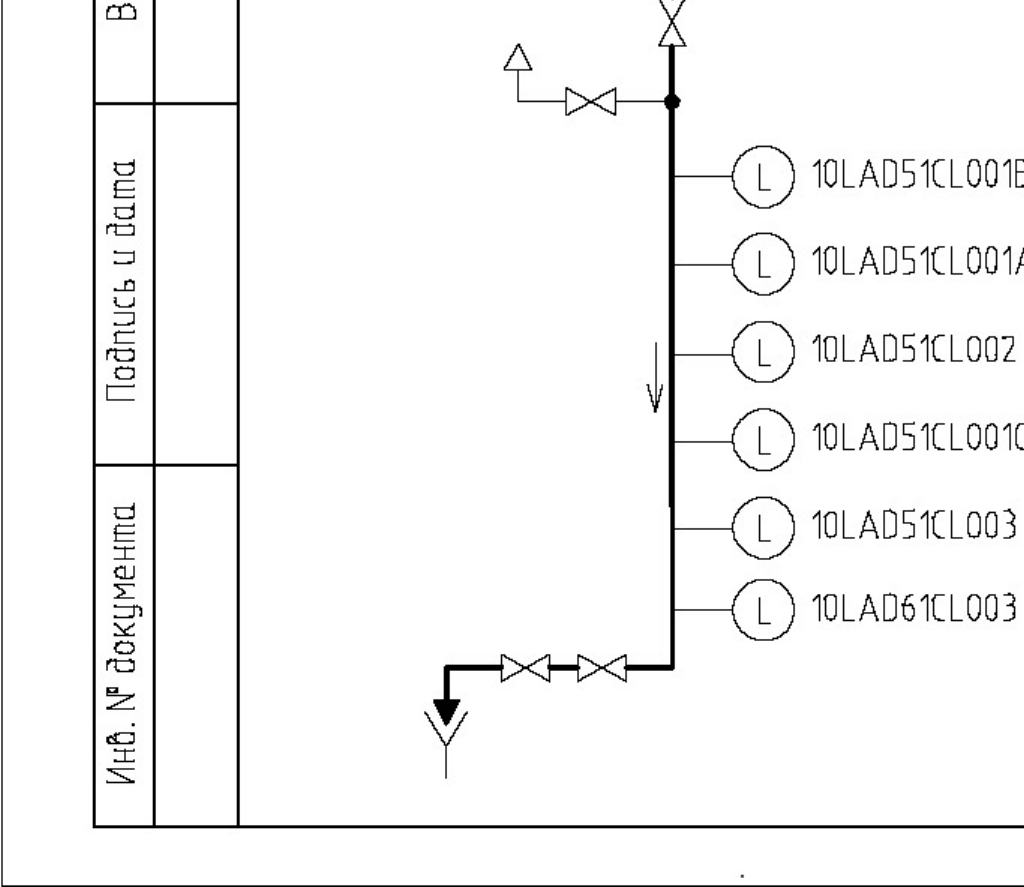 В
Подпись и дата
Инв. № документа
L 10LAD51CL001B
L 10LAD51CL001A
L 10LAD51CL002
L 10LAD51CL001C
L 10LAD51CL003
L 10LAD61CL003